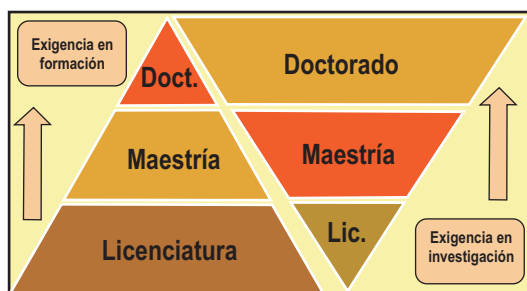 Exigencia en
formación
Doct.
Maestría
Licenciatura
Doctorado
Maestría
Lic.
Exigencia en
investigación